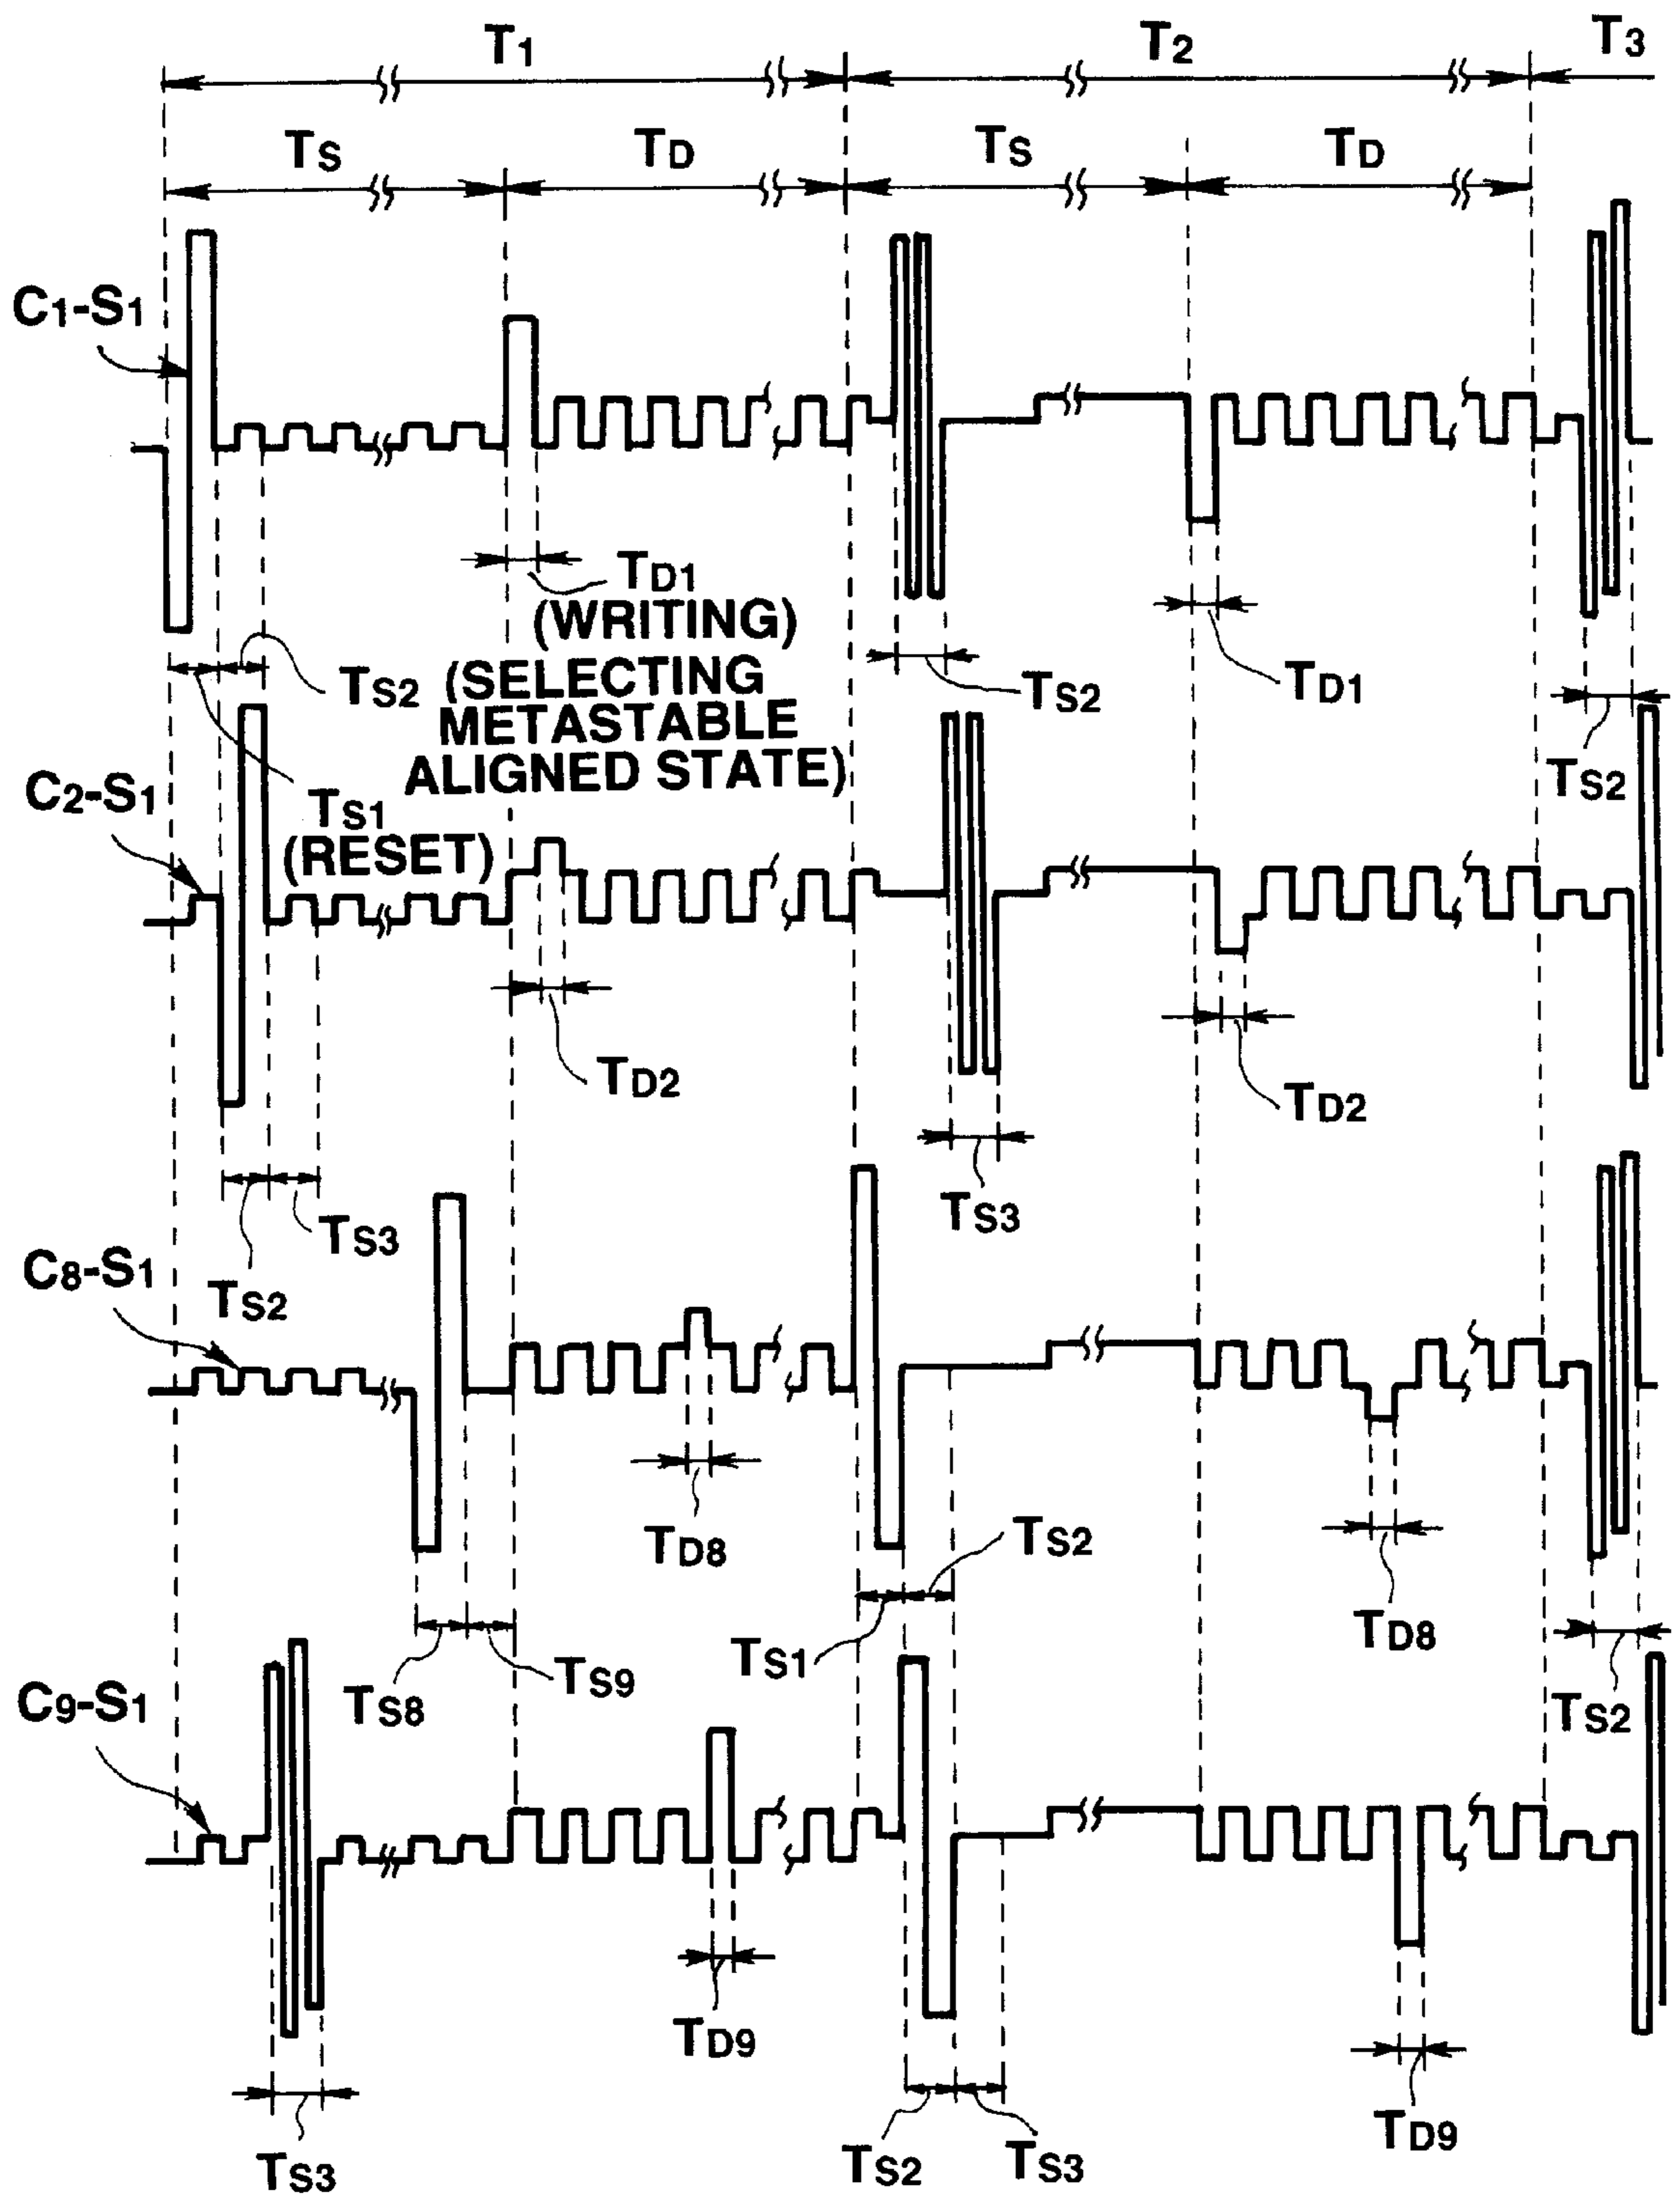 T1 T2 T3
TS TD TS TD
C1-S1
TD1
(WRITING)
TS2 (SELECTING
METASTABLE
ALIGNED STATE)
TS2
TD1
TS2
C2-S1
TS1
(RESET)
TD2
TD2
TS3
TS3
TS2
C8-S1
TD8
TS2
TD8
TS1
TS8
TS9
TS2
C9-S1
TD9
TD9
TS3
TS2
TS3